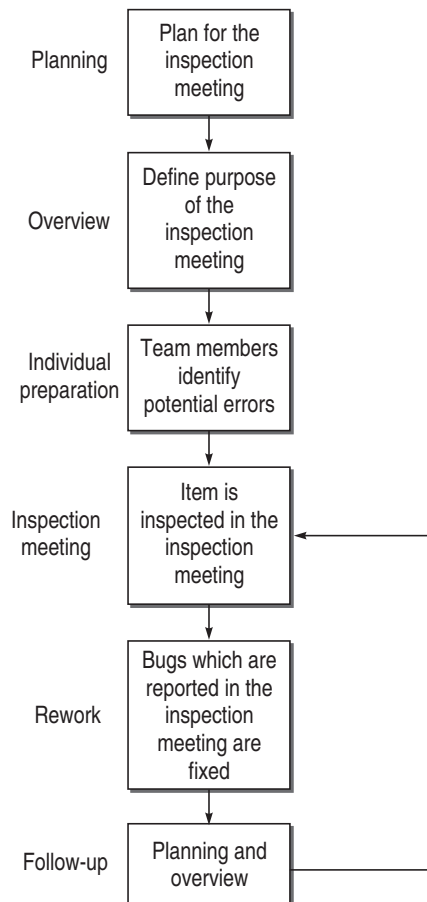 Planning
Plan for the
inspection
meeting
Overview
Define purpose
of the
inspection
meeting
Individual
preparation
Team members
identify
potential errors
Inspection
meeting
Item is
inspected in the
inspection
meeting
Rework
Bugs which are
reported in the
inspection
meeting are
fixed
Follow-up
Planning and
overview